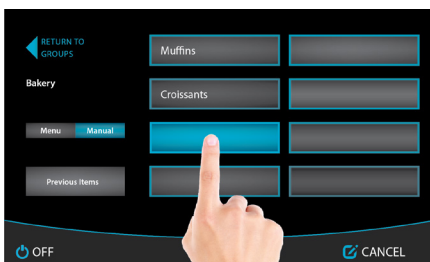 RETURN TO
GROUPS
Muffins
Bakery
Croissants
Menu Manual
Previous Items
OFF
CANCEL